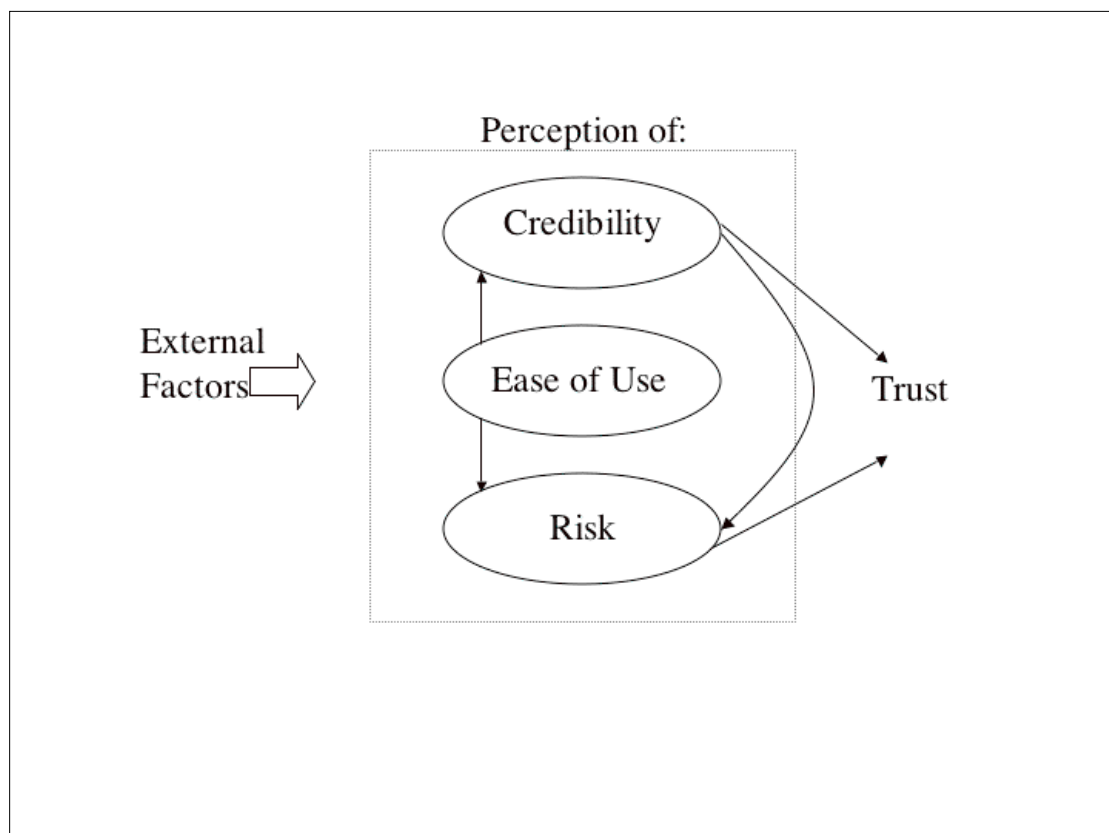 Perception of:
Credibility
External
Factors
Ease of Use
Trust
Risk